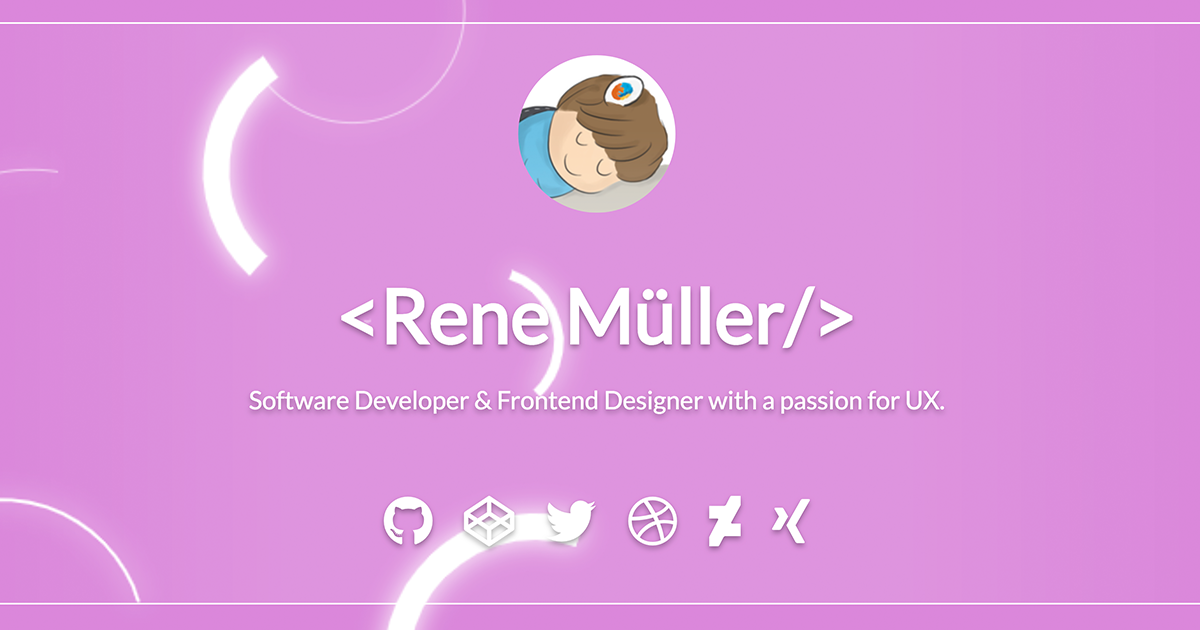 <Rene Müller/>
Software Developer & Frontend Designer with a passion for UX.